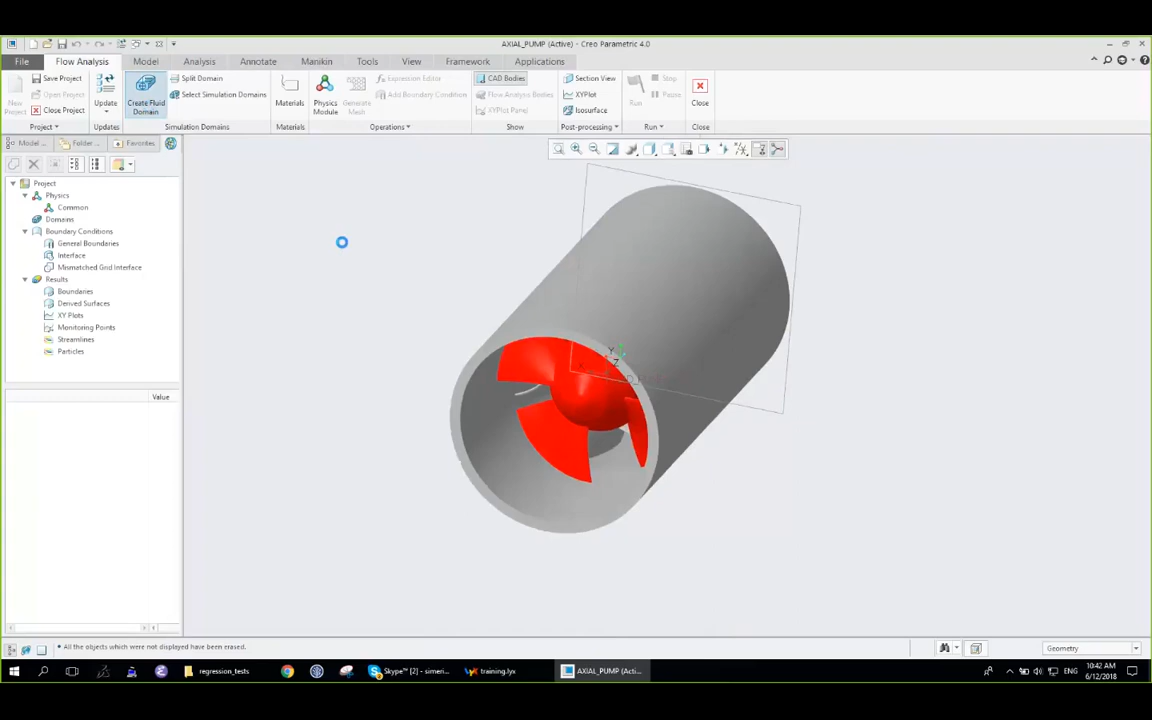 AXIAL_PUMP (Active) - Creo Parametric 4.0
File Flow Analysis Model Analysis Annotate Manikin Tools View Framework Applications
New Project
Save Project
Open Project
Close Project
Update
Create Fluid Domain
Split Domain
Select Simulation Domains
Materials
Physics Module
Generate Mesh
Expression Editor
Add Boundary Condition
CAD Bodies
Flow Analysis Bodies
XYPlot Panel
Section View
XYPlot
Isosurface
Run
Stop
Pause
Close
Project Updates Simulation Domains Materials Operations Show Post-processing Run Close
Model ... Folder... Favorites
Project
Physics
Common
Domains
Boundary Conditions
General Boundaries
Interface
Mismatched Grid Interface
Results
Boundaries
Derived Surfaces
XY Plots
Monitoring Points
Streamlines
Particles
Value
Y
X
Z
All the objects which were not displayed have been erased.
Geometry
regression_tests
Skype™ [2] - simeri...
training.lyx
AXIAL_PUMP (Acti...
ENG
10:42 AM
6/12/2018